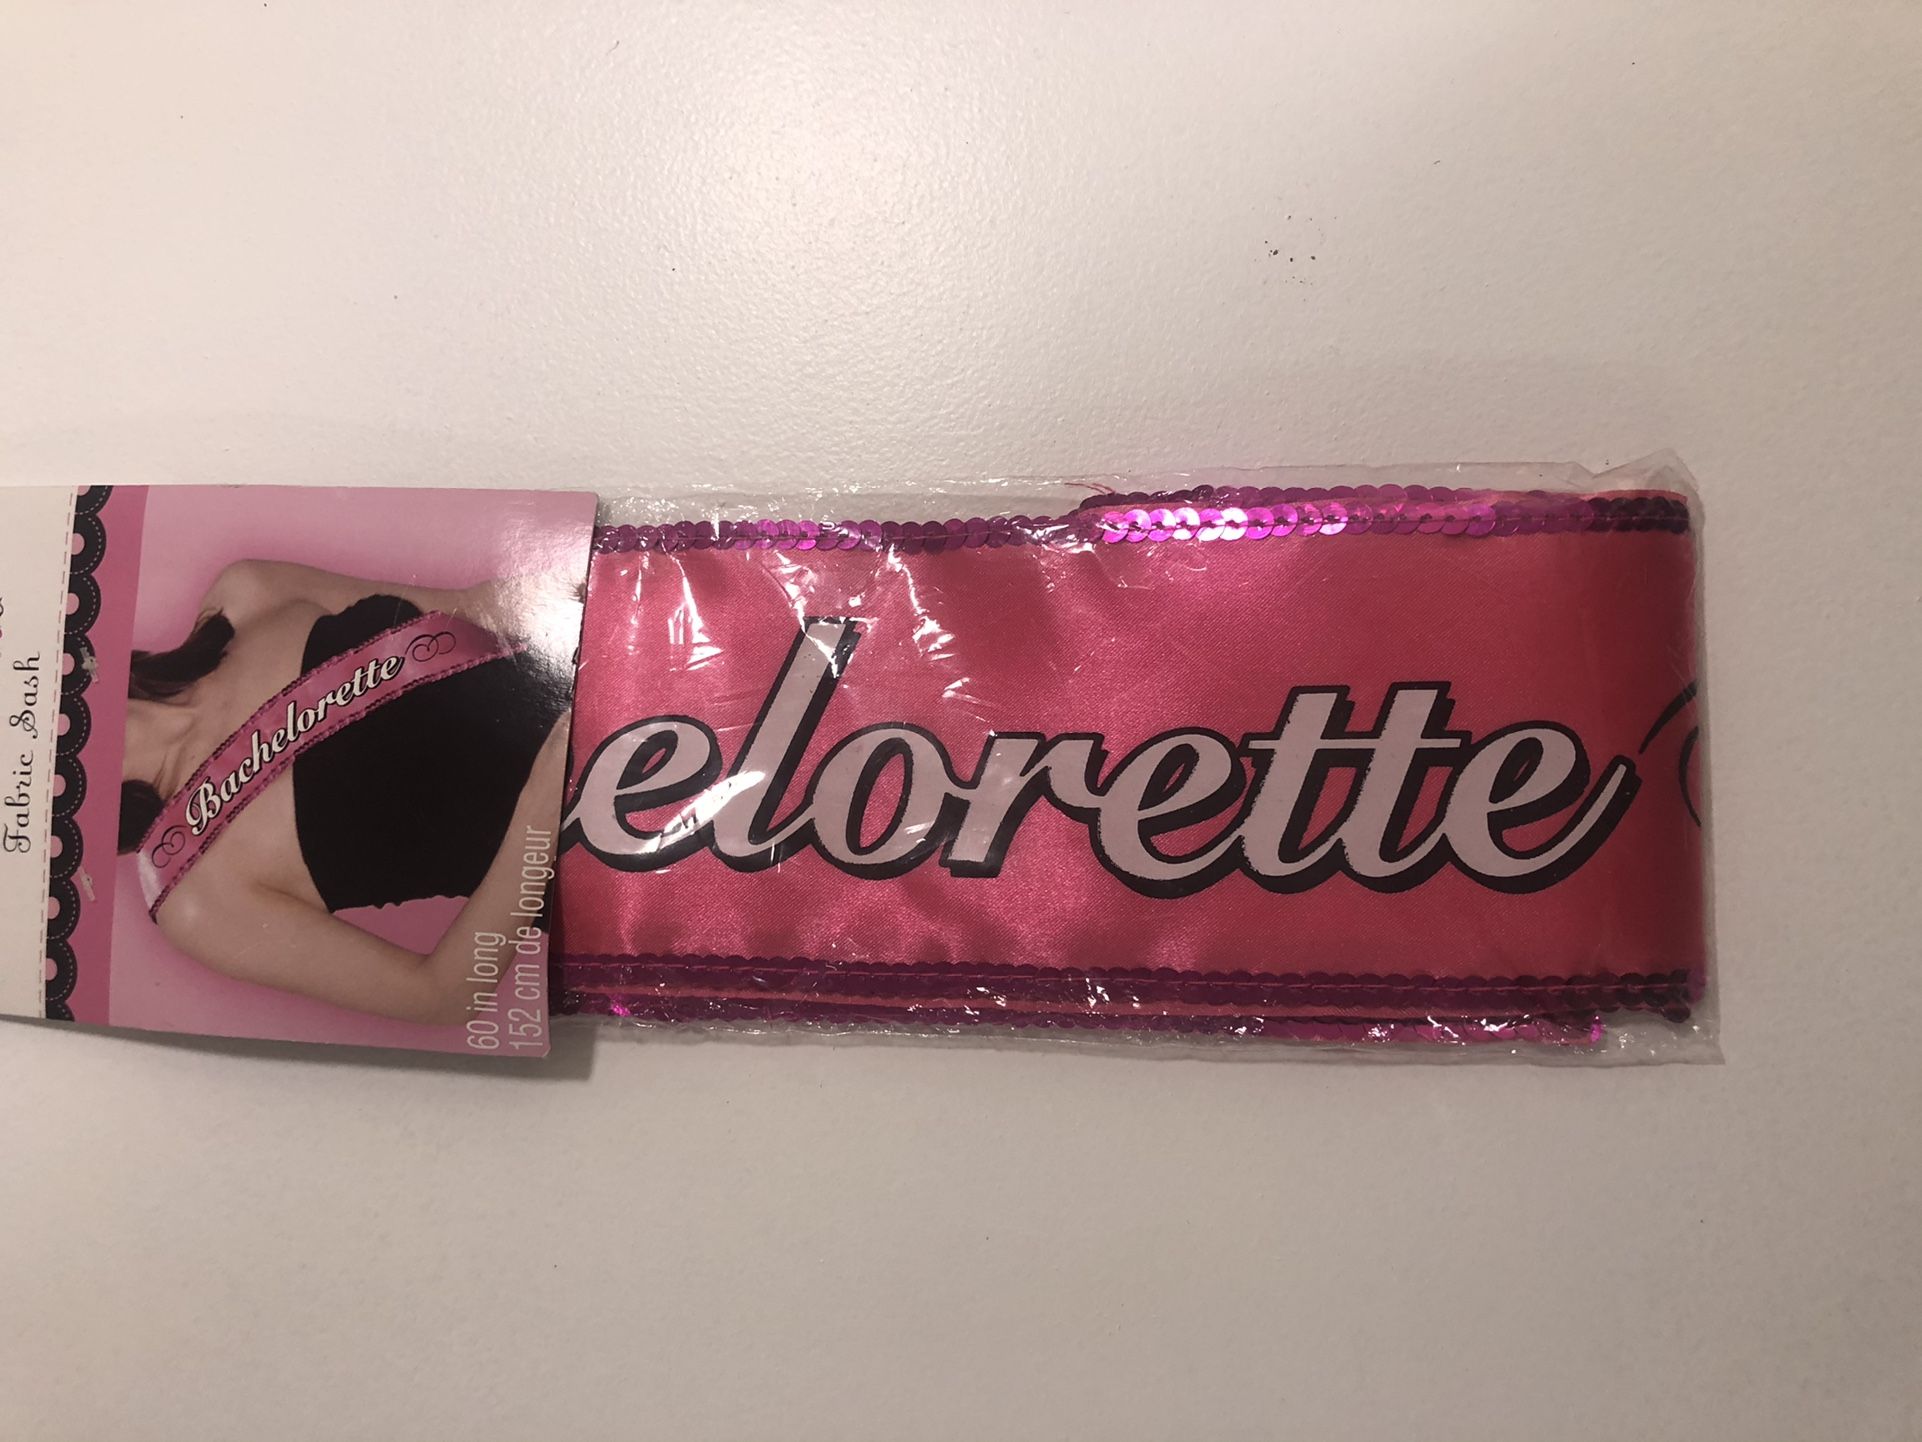 Fabric Sash
Bachelorette
60 in long
152 cm de longeur
elorette